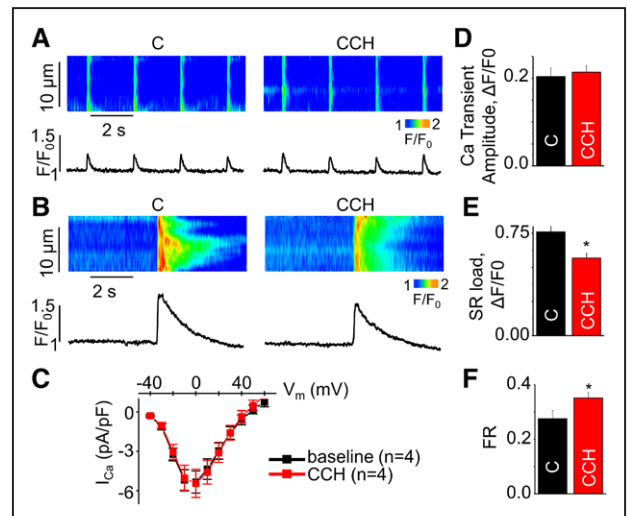 A
C
CCH
10 µm
2 s
1 2
F/F0
1.5
1
F/F0
B
C
CCH
10 µm
2 s
1 2
F/F0
1.5
1
F/F0
C
-40 0 40
Vm (mV)
0
-3
-6
ICa (pA/pF)
baseline (n=4)
CCH (n=4)
D
Ca Transient
Amplitude, ΔF/F0
0.2
0.0
C
CCH
E
SR load,
ΔF/F0
0.75
0.00
C
CCH
*
F
FR
0.4
0.2
0.0
C
CCH
*